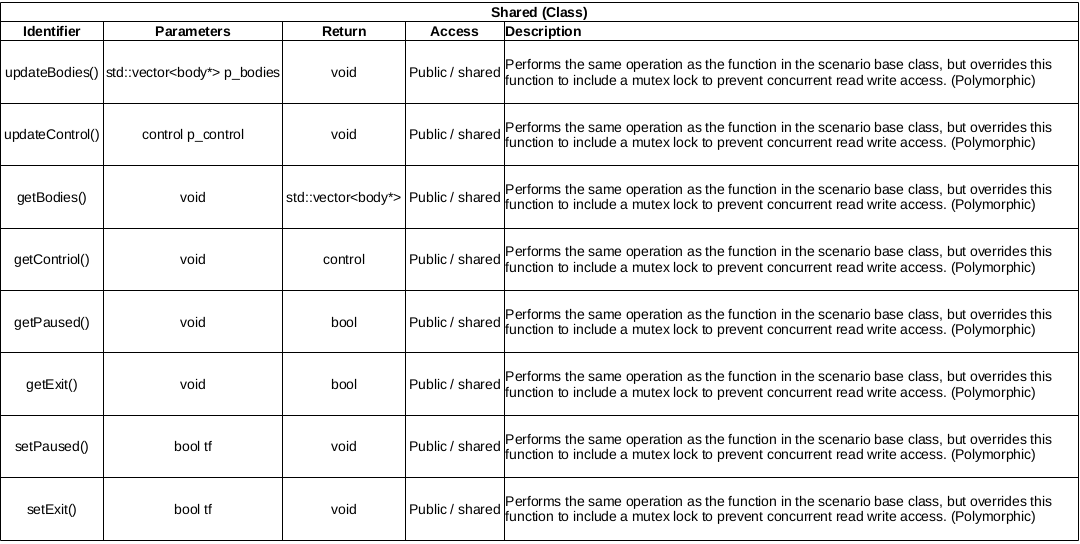 Shared (Class)
Identifier Parameters Return Access Description
updateBodies() std::vector<body*> p_bodies void Public / shared Performs the same operation as the function in the scenario base class, but overrides this
function to include a mutex lock to prevent concurrent read write access. (Polymorphic)
updateControl() control p_control void Public / shared Performs the same operation as the function in the scenario base class, but overrides this
function to include a mutex lock to prevent concurrent read write access. (Polymorphic)
getBodies() void std::vector<body*> Public / shared Performs the same operation as the function in the scenario base class, but overrides this
function to include a mutex lock to prevent concurrent read write access. (Polymorphic)
getContriol() void control Public / shared Performs the same operation as the function in the scenario base class, but overrides this
function to include a mutex lock to prevent concurrent read write access. (Polymorphic)
getPaused() void bool Public / shared Performs the same operation as the function in the scenario base class, but overrides this
function to include a mutex lock to prevent concurrent read write access. (Polymorphic)
getExit() void bool Public / shared Performs the same operation as the function in the scenario base class, but overrides this
function to include a mutex lock to prevent concurrent read write access. (Polymorphic)
setPaused() bool tf void Public / shared Performs the same operation as the function in the scenario base class, but overrides this
function to include a mutex lock to prevent concurrent read write access. (Polymorphic)
setExit() bool tf void Public / shared Performs the same operation as the function in the scenario base class, but overrides this
function to include a mutex lock to prevent concurrent read write access. (Polymorphic)